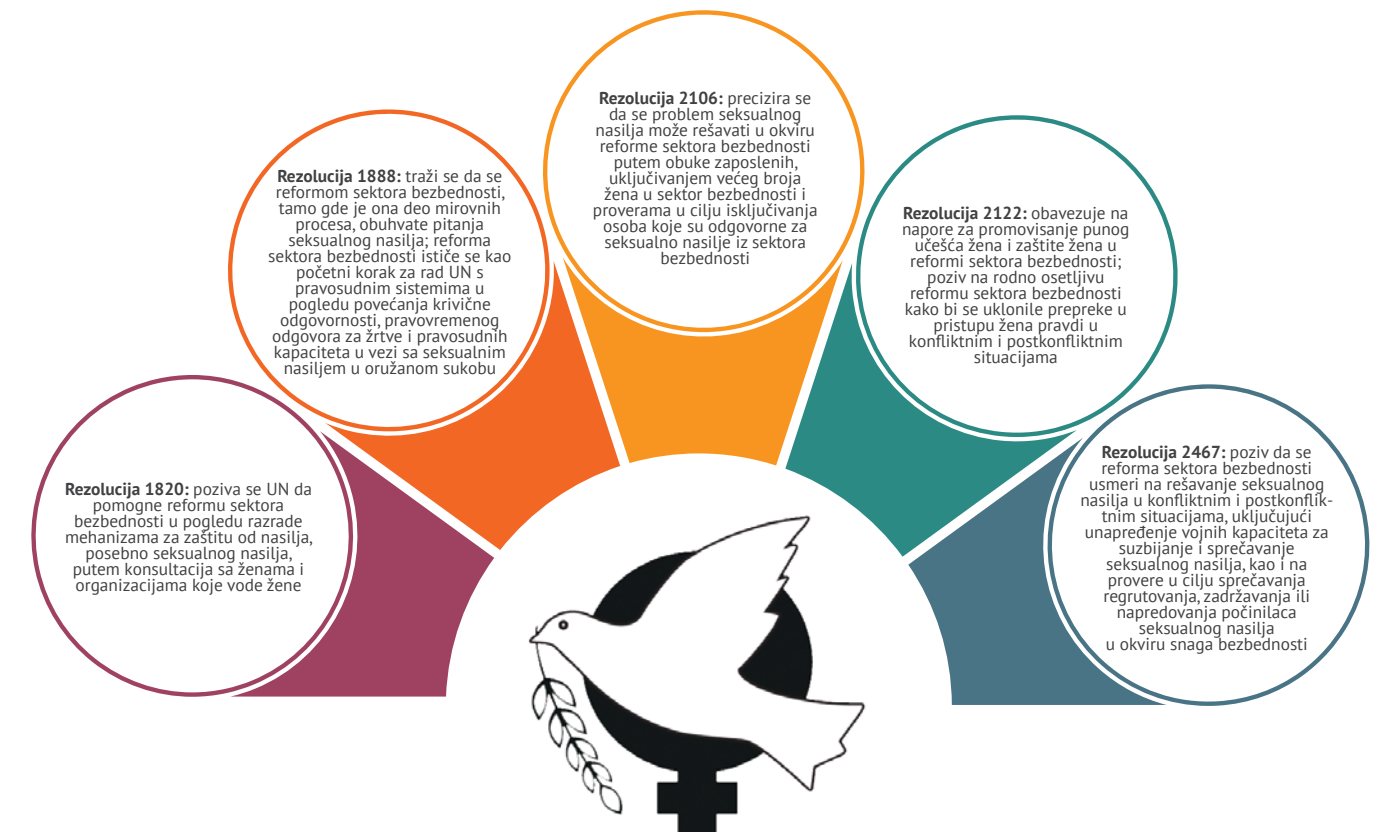 Rezolucija 1820: poziva se UN da
pomogne reformu sektora
bezbednosti u pogledu razrade
mehanizama za zaštitu od nasilja,
posebno seksualnog nasilja,
putem konsultacija sa ženama i
organizacijama koje vode žene
Rezolucija 1888: traži se da se
reformom sektora bezbednosti,
tamo gde je ona deo mirovnih
procesa, obuhvate pitanja
seksualnog nasilja; reforma
sektora bezbednosti ističe se kao
početni korak za rad UN s
pravosudnim sistemima u
pogledu povećanja krivične
odgovornosti, pravovremenog
odgovora za žrtve i pravosudnih
kapaciteta u vezi sa seksualnim
nasiljem u oružanom sukobu
Rezolucija 2106: precizira se
da se problem seksualnog
nasilja može rešavati u okviru
reforme sektora bezbednosti
putem obuke zaposlenih,
uključivanjem većeg broja
žena u sektor bezbednosti i
proverama u cilju isključivanja
osoba koje su odgovorne za
seksualno nasilje iz sektora
bezbednosti
Rezolucija 2122: obavezuje na
napore za promovisanje punog
učešća žena i zaštite žena u
reformi sektora bezbednosti;
poziv na rodno osetljivu
reformu sektora bezbednosti
kako bi se uklonile prepreke u
pristupu žena pravdi u
konfliktnim i postkonfliktnim
situacijama
Rezolucija 2467: poziv da se
reforma sektora bezbednosti
usmeri na rešavanje seksualnog
nasilja u konfliktnim i postkonflik-
tnim situacijama, uključujući
unapređenje vojnih kapaciteta za
suzbijanje i sprečavanje
seksualnog nasilja, kao i na
provere u cilju sprečavanja
regrutovanja, zadržavanja ili
napredovanja počinilaca
seksualnog nasilja
u okviru snaga bezbednosti